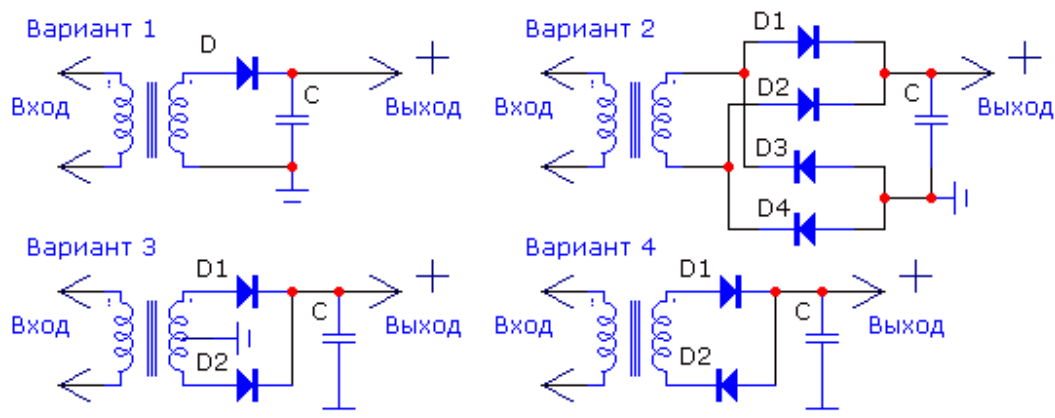 Вариант 1
D
+
Вход
C
Выход
Вариант 2
D1
+
Вход
D2
C
Выход
D3
D4
Вариант 3
D1
+
Вход
C
Выход
D2
Вариант 4
D1
+
Вход
C
Выход
D2